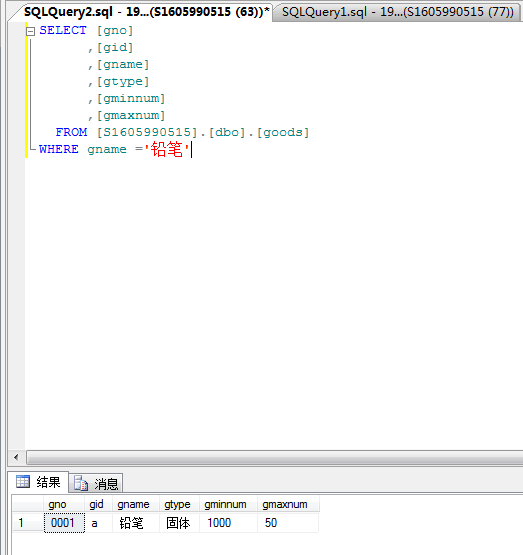 SQLQuery2.sql - 19...(S1605990515 (63))* SQLQuery1.sql - 19...(S1605990515 (77))
SELECT [gno]
,[gid]
,[gname]
,[gtype]
,[gminnum]
,[gmaxnum]
FROM [S1605990515].[dbo].[goods]
WHERE gname ='铅笔'
结果 消息
gno gid gname gtype gminnum gmaxnum
1 0001 a 铅笔 固体 1000 50